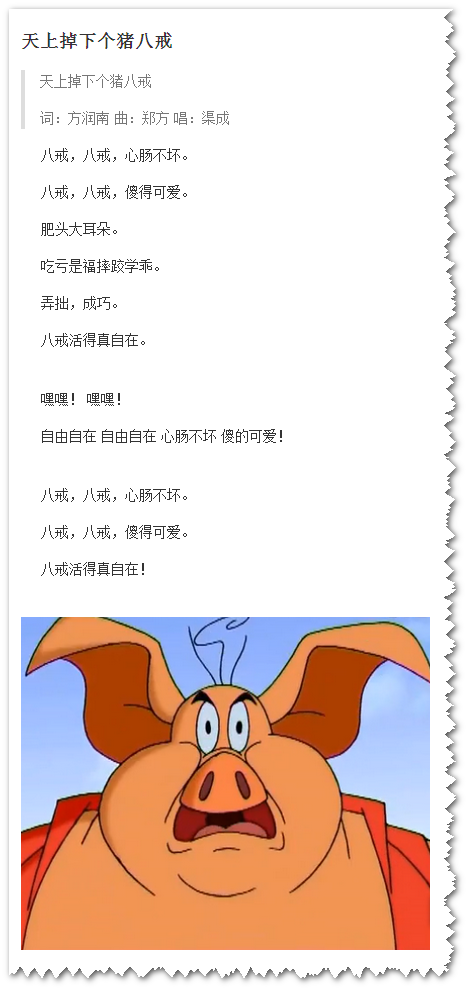 天上掉下个猪八戒
天上掉下个猪八戒
词：方润南 曲：郑方 唱：渠成
八戒，八戒，心肠不坏。
八戒，八戒，傻得可爱。
肥头大耳朵。
吃亏是福摔跤学乖。
弄拙，成巧。
八戒活得真自在。
嘿嘿！ 嘿嘿！
自由自在 自由自在 心肠不坏 傻的可爱！
八戒，八戒，心肠不坏。
八戒，八戒，傻得可爱。
八戒活得真自在！